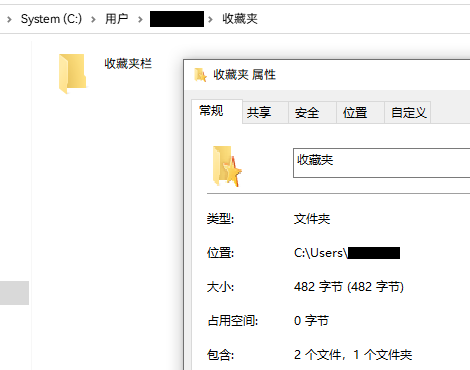 System (C:) > 用户 > > 收藏夹
收藏夹栏
收藏夹 属性
常规 共享 安全 位置 自定义
收藏夹
类型: 文件夹
位置: C:\Users\
大小: 482 字节 (482 字节)
占用空间: 0 字节
包含: 2 个文件，1 个文件夹